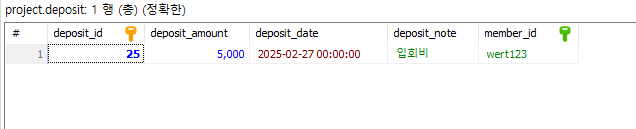 project.deposit: 1 행 (총) (정확한)
# deposit_id deposit_amount deposit_date deposit_note member_id
1 25 5,000 2025-02-27 00:00:00 입회비 wert123